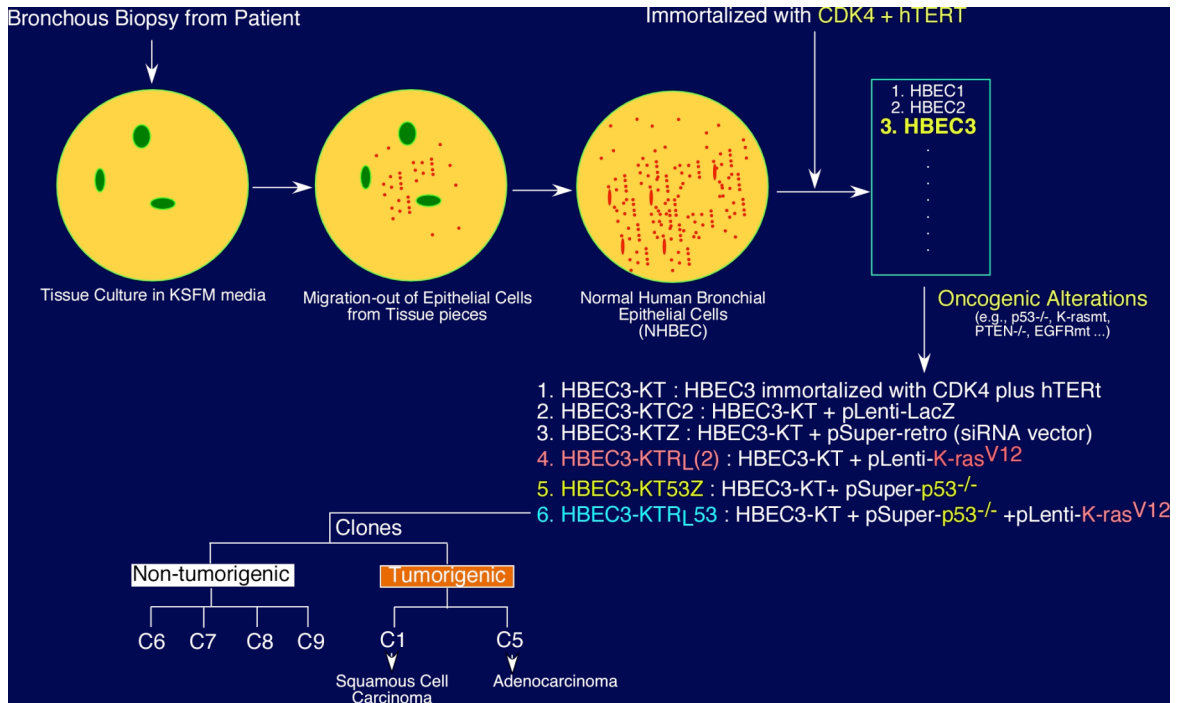 Bronchous Biopsy from Patient
Immortalized with CDK4 + hTERT
1. HBEC1
2. HBEC2
3. HBEC3
Tissue Culture in KSFM media
Migration-out of Epithelial Cells
from Tissue pieces
Normal Human Bronchial
Epithelial Cells
(NHBEC)
Oncogenic Alterations
(e.g., p53-/-, K-rasmt,
PTEN-/-, EGFRmt ...)
1. HBEC3-KT : HBEC3 immortalized with CDK4 plus hTERt
2. HBEC3-KTC2 : HBEC3-KT + pLenti-LacZ
3. HBEC3-KTZ : HBEC3-KT + pSuper-retro (siRNA vector)
4. HBEC3-KTRL(2) : HBEC3-KT + pLenti-K-rasV12
5. HBEC3-KT53Z : HBEC3-KT+ pSuper-p53-/-
6. HBEC3-KTRL53 : HBEC3-KT + pSuper-p53-/- +pLenti-K-rasV12
Clones
Non-tumorigenic
Tumorigenic
C6 C7 C8 C9 C1 C5
Squamous Cell
Carcinoma
Adenocarcinoma